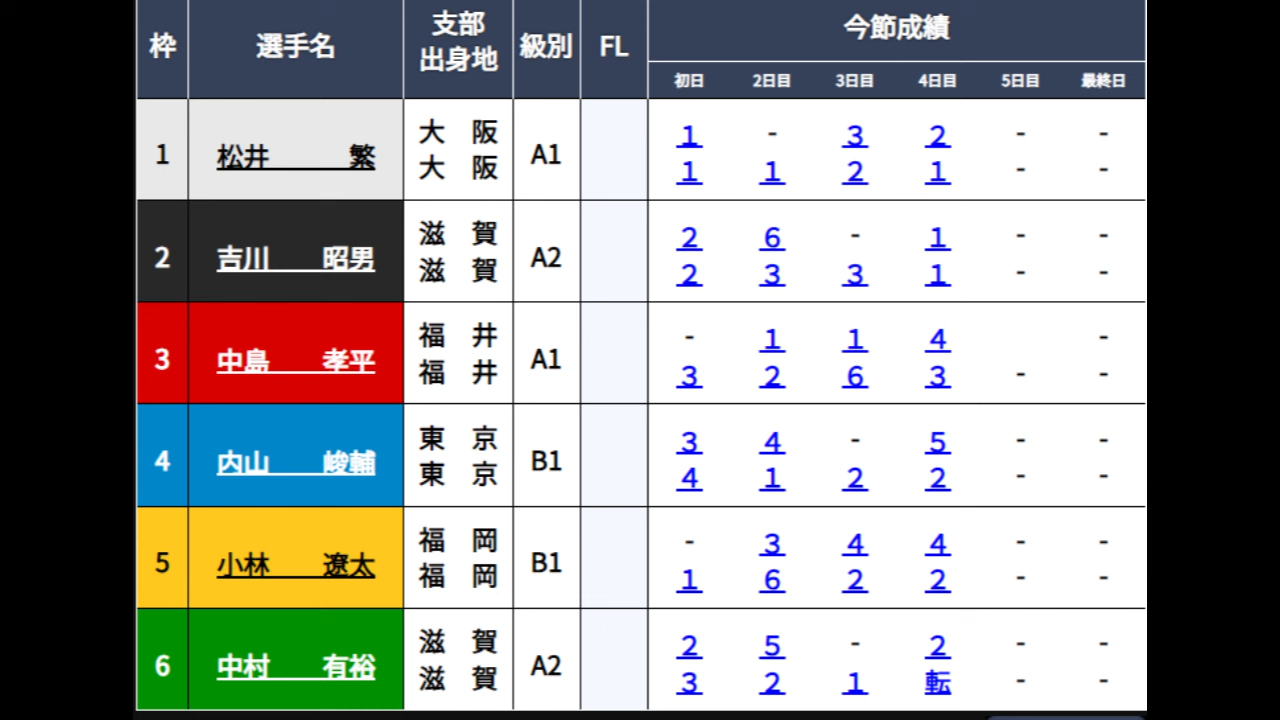 枠 選手名 支部 出身地 級別 FL 今節成績
初日 2日目 3日目 4日目 5日目 最終日
1 松井 繁 大 阪 A1 1 - 3 2 - -
大 阪 1 1 2 1 - -
2 吉川 昭男 滋 賀 A2 2 6 - 1 - -
滋 賀 2 3 3 1 - -
3 中島 孝平 福 井 A1 - 1 1 4 -
福 井 3 2 6 3 - -
4 内山 峻輔 東 京 B1 3 4 - 5 - -
東 京 4 1 2 2 - -
5 小林 遼太 福 岡 B1 - 3 4 4 - -
福 岡 1 6 2 2 - -
6 中村 有裕 滋 賀 A2 2 5 - 2 - -
滋 賀 3 2 1 転 - -